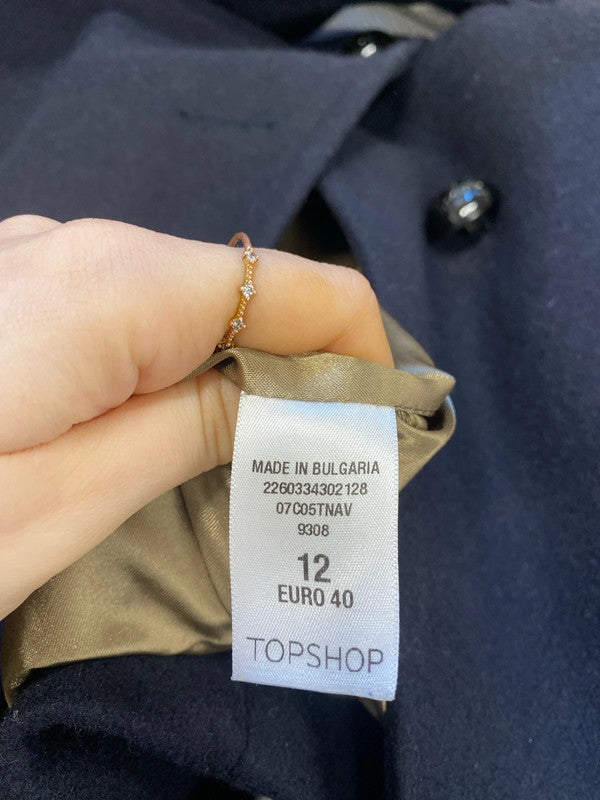 MADE IN BULGARIA
2260334302128
07C05TNAV
9308
12
EURO 40
TOPSHOP